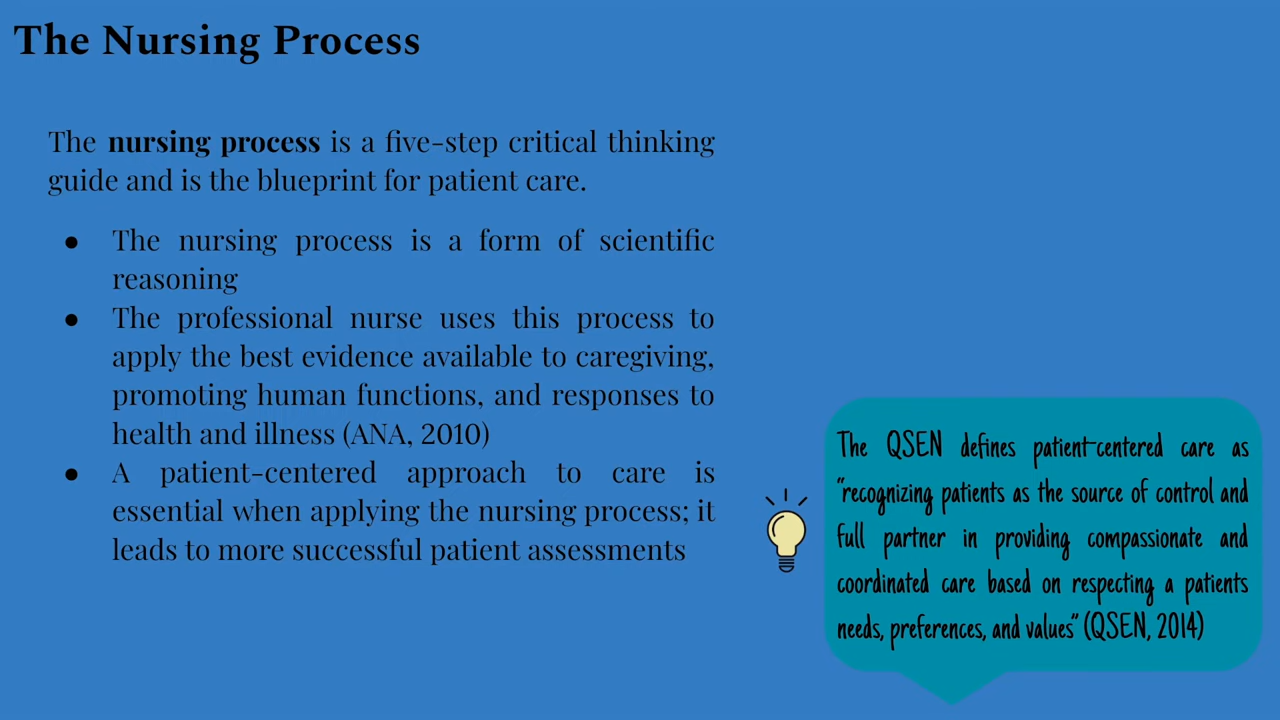 The Nursing Process
The nursing process is a five-step critical thinking
guide and is the blueprint for patient care.
● The nursing process is a form of scientific
reasoning
● The professional nurse uses this process to
apply the best evidence available to caregiving,
promoting human functions, and responses to
health and illness (ANA, 2010)
● A patient-centered approach to care is
essential when applying the nursing process; it
leads to more successful patient assessments
The QSEN defines patient-centered care as
"recognizing patients as the source of control and
full partner in providing compassionate and
coordinated care based on respecting a patients
needs, preferences, and values" (QSEN, 2014)